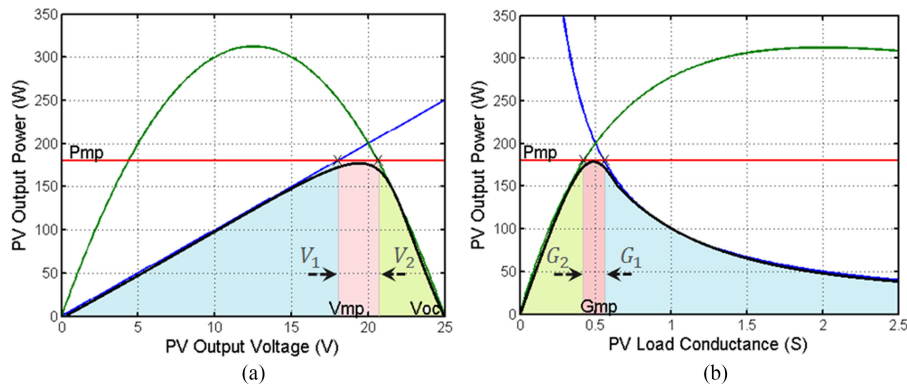 350
300
250
200
150
100
50
0
PV Output Power (W)
Pmp
V1
V2
Vmp
Voc
0
5
10
15
20
25
PV Output Voltage (V)
(a)
350
300
250
200
150
100
50
0
PV Output Power (W)
Pmp
G2
G1
Gmp
0
0.5
1
1.5
2
2.5
PV Load Conductance (S)
(b)